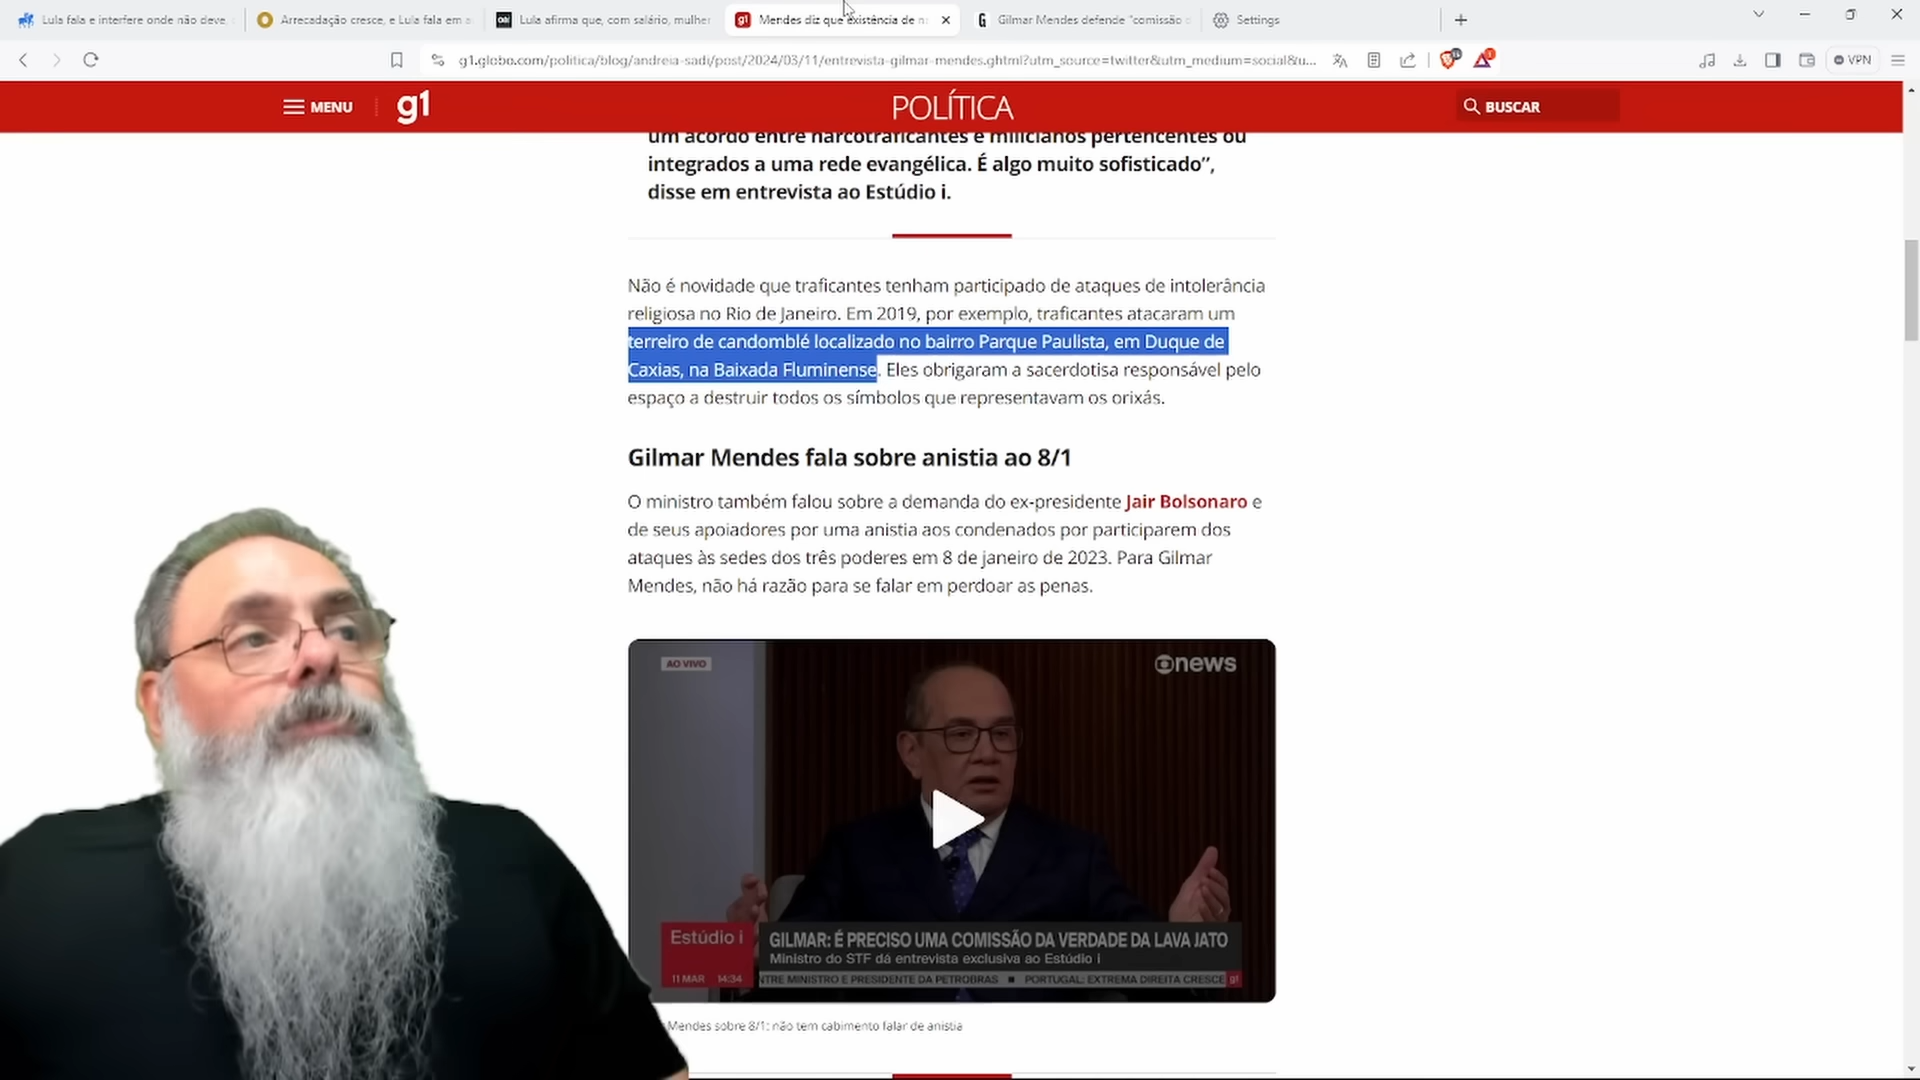 Lula fala e interfere onde não deve,
Arrecadação cresce, e Lula fala em a
Lula afirma que, com salário, mulher
Mendes diz que existência de n
Gilmar Mendes defende "comissão d
Settings
g1.globo.com/politica/blog/andreia-sadi/post/2024/03/11/entrevista-gilmar-mendes.ghtml?utm_source=twitter&utm_medium=social&u...
VPN
MENU
g1
POLÍTICA
BUSCAR
um acordo entre narcotraficantes e milicianos pertencentes ou
integrados a uma rede evangélica. É algo muito sofisticado”,
disse em entrevista ao Estúdio i.
Não é novidade que traficantes tenham participado de ataques de intolerância
religiosa no Rio de Janeiro. Em 2019, por exemplo, traficantes atacaram um
terreiro de candomblé localizado no bairro Parque Paulista, em Duque de
Caxias, na Baixada Fluminense. Eles obrigaram a sacerdotisa responsável pelo
espaço a destruir todos os símbolos que representavam os orixás.
Gilmar Mendes fala sobre anistia ao 8/1
O ministro também falou sobre a demanda do ex-presidente Jair Bolsonaro e
de seus apoiadores por uma anistia aos condenados por participarem dos
ataques às sedes dos três poderes em 8 de janeiro de 2023. Para Gilmar
Mendes, não há razão para se falar em perdoar as penas.
AO VIVO
news
Estúdio i
GILMAR: É PRECISO UMA COMISSÃO DA VERDADE DA LAVA JATO
Ministro do STF dá entrevista exclusiva ao Estúdio i
11 MAR 14:34
NTRE MINISTRO E PRESIDENTE DA PETROBRAS ■ PORTUGAL: EXTREMA DIREITA CRESCE g1
Mendes sobre 8/1: não tem cabimento falar de anistia